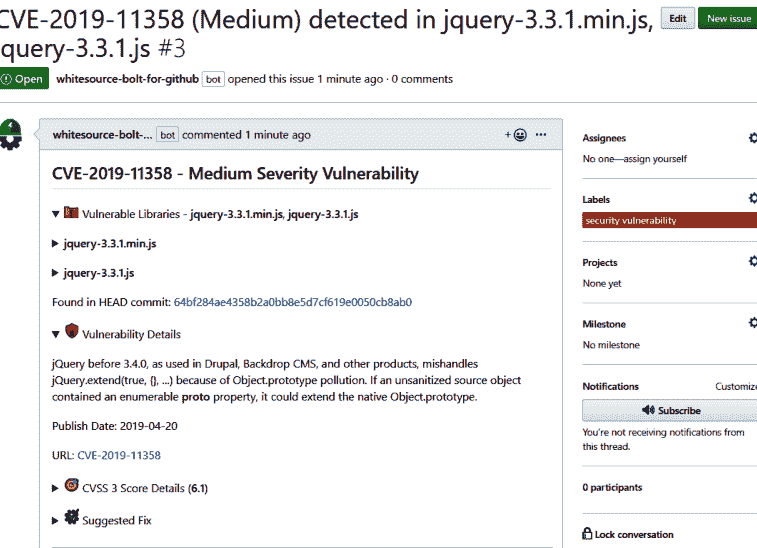 CVE-2019-11358 (Medium) detected in jquery-3.3.1.min.js,
jquery-3.3.1.js #3
Edit
New issue
Open
whitesource-bolt-for-github bot opened this issue 1 minute ago · 0 comments
whitesource-bolt-... bot commented 1 minute ago
CVE-2019-11358 - Medium Severity Vulnerability
Vulnerable Libraries - jquery-3.3.1.min.js, jquery-3.3.1.js
jquery-3.3.1.min.js
jquery-3.3.1.js
Found in HEAD commit: 64bf284ae4358b2a0bb8e5d7cf619e0050cb8ab0
Vulnerability Details
jQuery before 3.4.0, as used in Drupal, Backdrop CMS, and other products, mishandles
jQuery.extend(true, {}, ...) because of Object.prototype pollution. If an unsanitized source object
contained an enumerable proto property, it could extend the native Object.prototype.
Publish Date: 2019-04-20
URL: CVE-2019-11358
CVSS 3 Score Details (6.1)
Suggested Fix
Assignees
No one—assign yourself
Labels
security vulnerability
Projects
None yet
Milestone
No milestone
Notifications
Customize
Subscribe
You're not receiving notifications from
this thread.
0 participants
Lock conversation